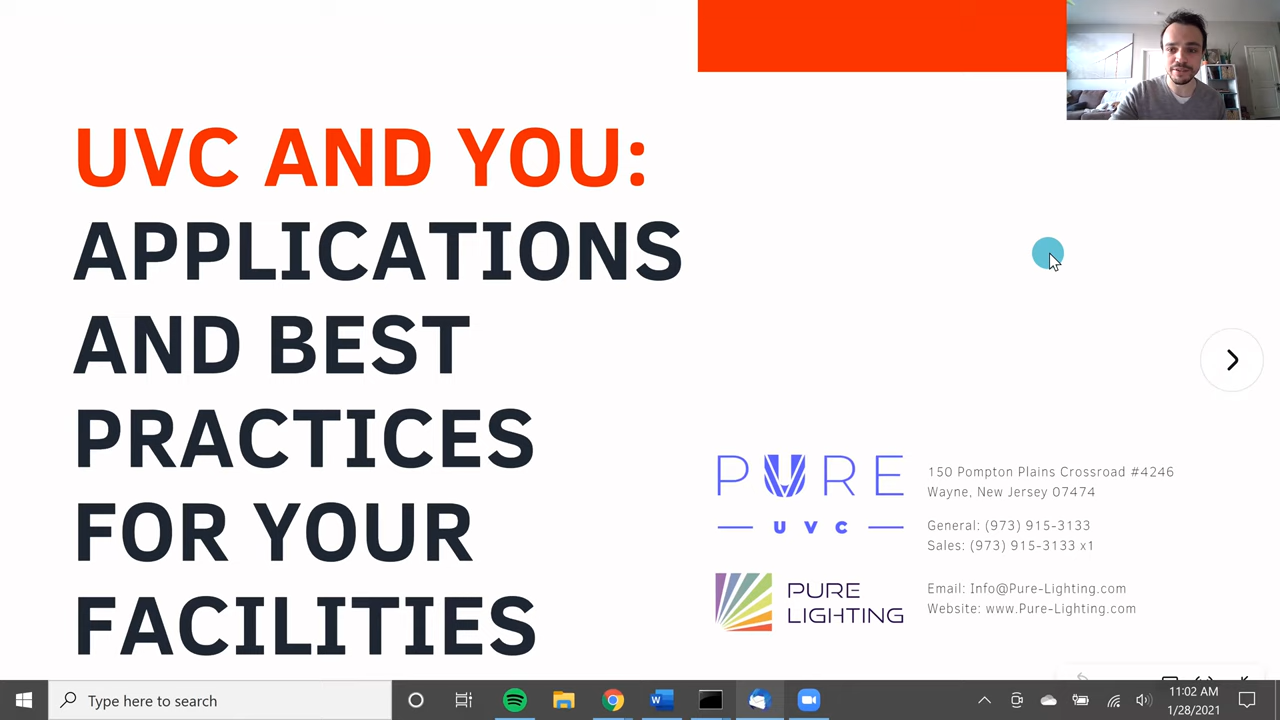 UVC AND YOU:
APPLICATIONS
AND BEST
PRACTICES
FOR YOUR
FACILITIES
PURE
UVC
150 Pompton Plains Crossroad #4246
Wayne, New Jersey 07474
General: (973) 915-3133
Sales: (973) 915-3133 x1
PURE
LIGHTING
Email: Info@Pure-Lighting.com
Website: www.Pure-Lighting.com
Type here to search
11:02 AM
1/28/2021